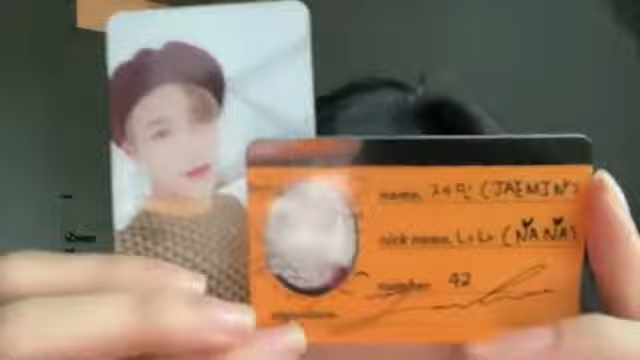 name 재민 (JAEMIN)
nick name 나나 (NANA)
number 42
signature